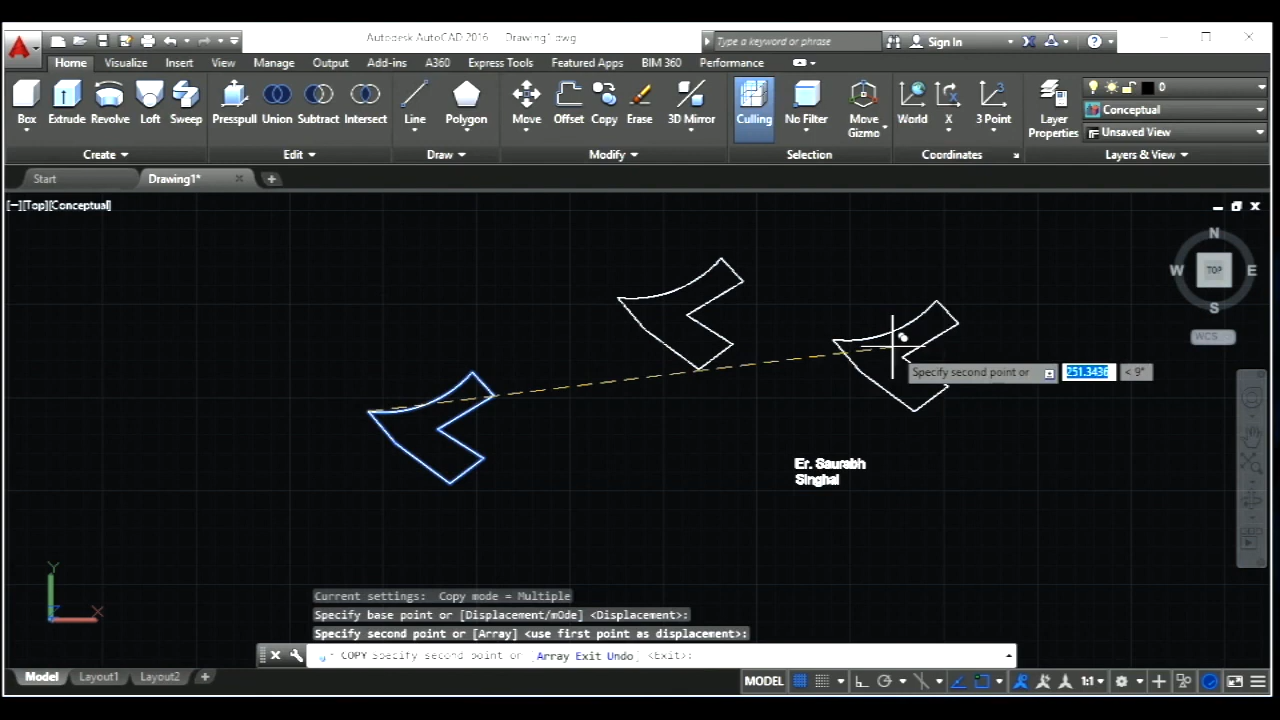 Autodesk AutoCAD 2016 Drawing1.dwg
Type a keyword or phrase
Sign In
Home Visualize Insert View Manage Output Add-ins A360 Express Tools Featured Apps BIM 360 Performance
Box Extrude Revolve Loft Sweep Presspull Union Subtract Intersect Line Polygon Move Offset Copy Erase 3D Mirror Culling No Filter Move Gizmo World X 3 Point Layer Properties
0
Conceptual
Unsaved View
Create Edit Draw Modify Selection Coordinates Layers & View
Start Drawing1* +
[−][Top][Conceptual]
N
W TOP E
S
WCS
Specify second point or 251.3436 < 9°
Er. Saurabh
Singhal
Y
X
Z
Current settings: Copy mode = Multiple
Specify base point or [Displacement/mOde] <Displacement>:
Specify second point or [Array] <use first point as displacement>:
COPY Specify second point or [Array Exit Undo] <Exit>:
Model Layout1 Layout2 +
MODEL 1:1